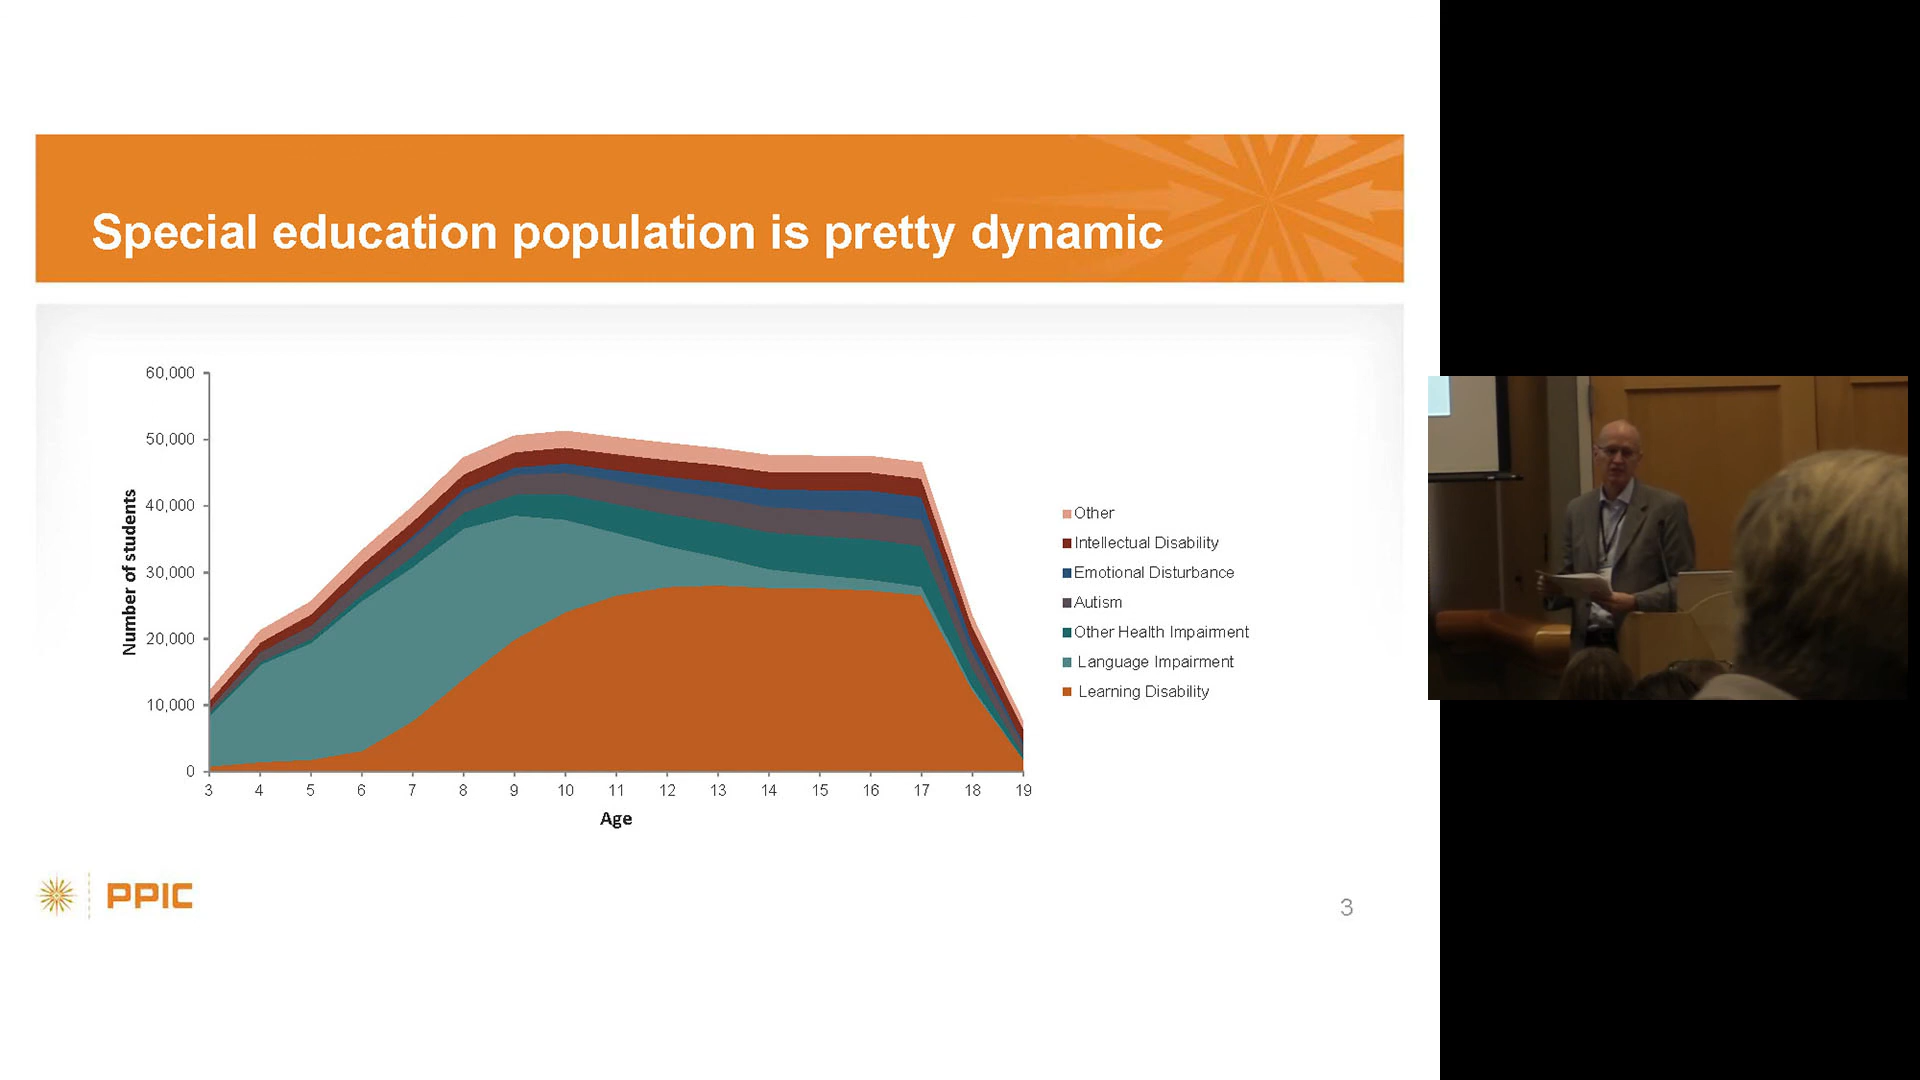 Special education population is pretty dynamic
60,000
50,000
40,000
30,000
20,000
10,000
0
Number of students
3 4 5 6 7 8 9 10 11 12 13 14 15 16 17 18 19
Age
Other
Intellectual Disability
Emotional Disturbance
Autism
Other Health Impairment
Language Impairment
Learning Disability
PPIC
3